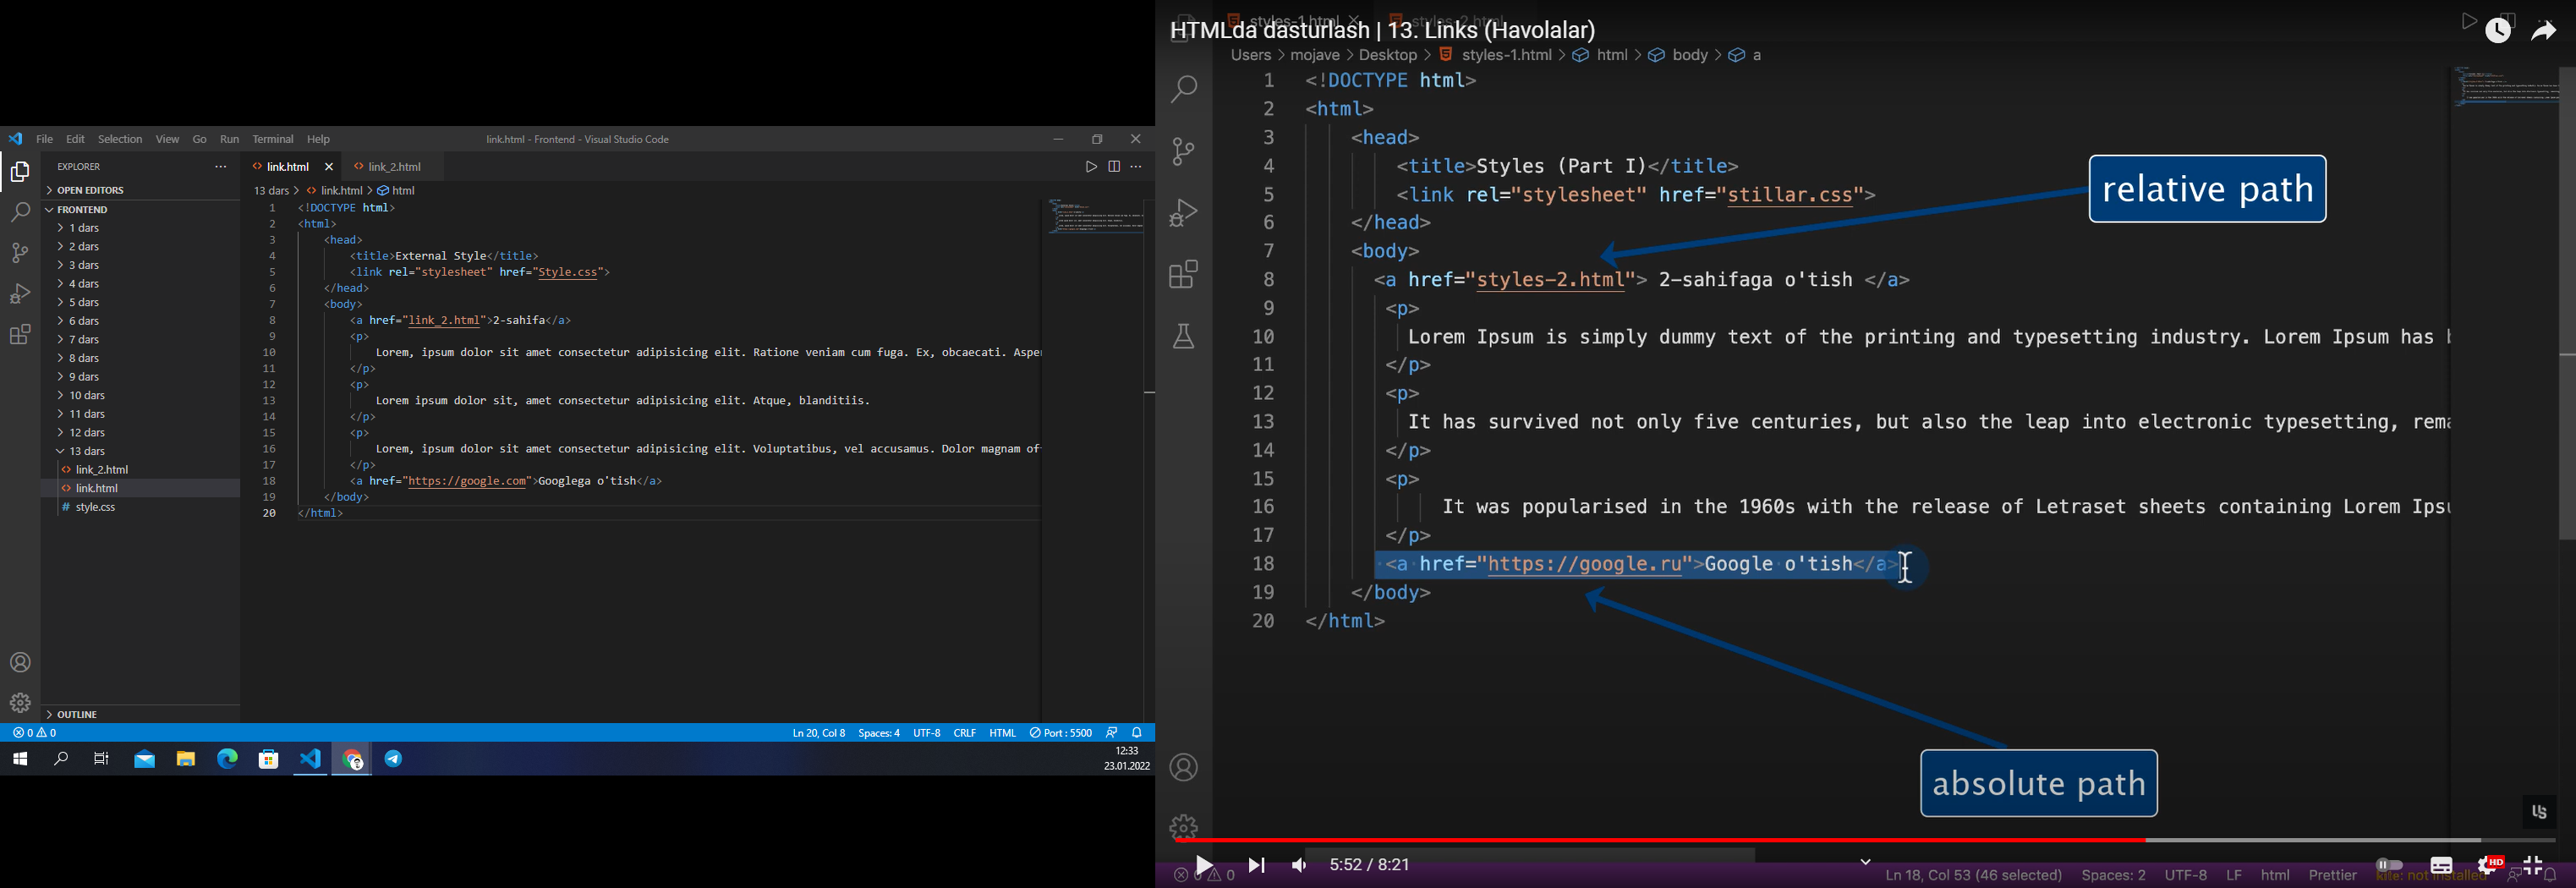 File Edit Selection View Go Run Terminal Help
link.html - Frontend - Visual Studio Code
EXPLORER
OPEN EDITORS
FRONTEND
1 dars
2 dars
3 dars
4 dars
5 dars
6 dars
7 dars
8 dars
9 dars
10 dars
11 dars
12 dars
13 dars
link_2.html
link.html
style.css
OUTLINE
link.html link_2.html
13 dars > link.html > html
1 <!DOCTYPE html>
2 <html>
3 <head>
4 <title>External Style</title>
5 <link rel="stylesheet" href="Style.css">
6 </head>
7 <body>
8 <a href="link_2.html">2-sahifa</a>
9 <p>
10 Lorem, ipsum dolor sit amet consectetur adipisicing elit. Ratione veniam cum fuga. Ex, obcaecati. Asper
11 </p>
12 <p>
13 Lorem ipsum dolor sit, amet consectetur adipisicing elit. Atque, blanditiis.
14 </p>
15 <p>
16 Lorem, ipsum dolor sit amet consectetur adipisicing elit. Voluptatibus, vel accusamus. Dolor magnam of
17 </p>
18 <a href="https://google.com">Googlega o'tish</a>
19 </body>
20 </html>
0 0
Ln 20, Col 8 Spaces: 4 UTF-8 CRLF HTML Port : 5500
12:33
23.01.2022
styles-1.html styles-2.html
HTMLda dasturlash | 13. Links (Havolalar)
Users > mojave > Desktop > styles-1.html > html > body > a
1 <!DOCTYPE html>
2 <html>
3 <head>
4 <title>Styles (Part I)</title>
5 <link rel="stylesheet" href="stillar.css">
6 </head>
7 <body>
8 <a href="styles-2.html"> 2-sahifaga o'tish </a>
9 <p>
10 Lorem Ipsum is simply dummy text of the printing and typesetting industry. Lorem Ipsum has b
11 </p>
12 <p>
13 It has survived not only five centuries, but also the leap into electronic typesetting, rema
14 </p>
15 <p>
16 It was popularised in the 1960s with the release of Letraset sheets containing Lorem Ipsu
17 </p>
18 <a href="https://google.ru">Google o'tish</a>
19 </body>
20 </html>
relative path
absolute path
5:52 / 8:21
HD
0 0
Ln 18, Col 53 (46 selected) Spaces: 2 UTF-8 LF html Prettier kite: not installed